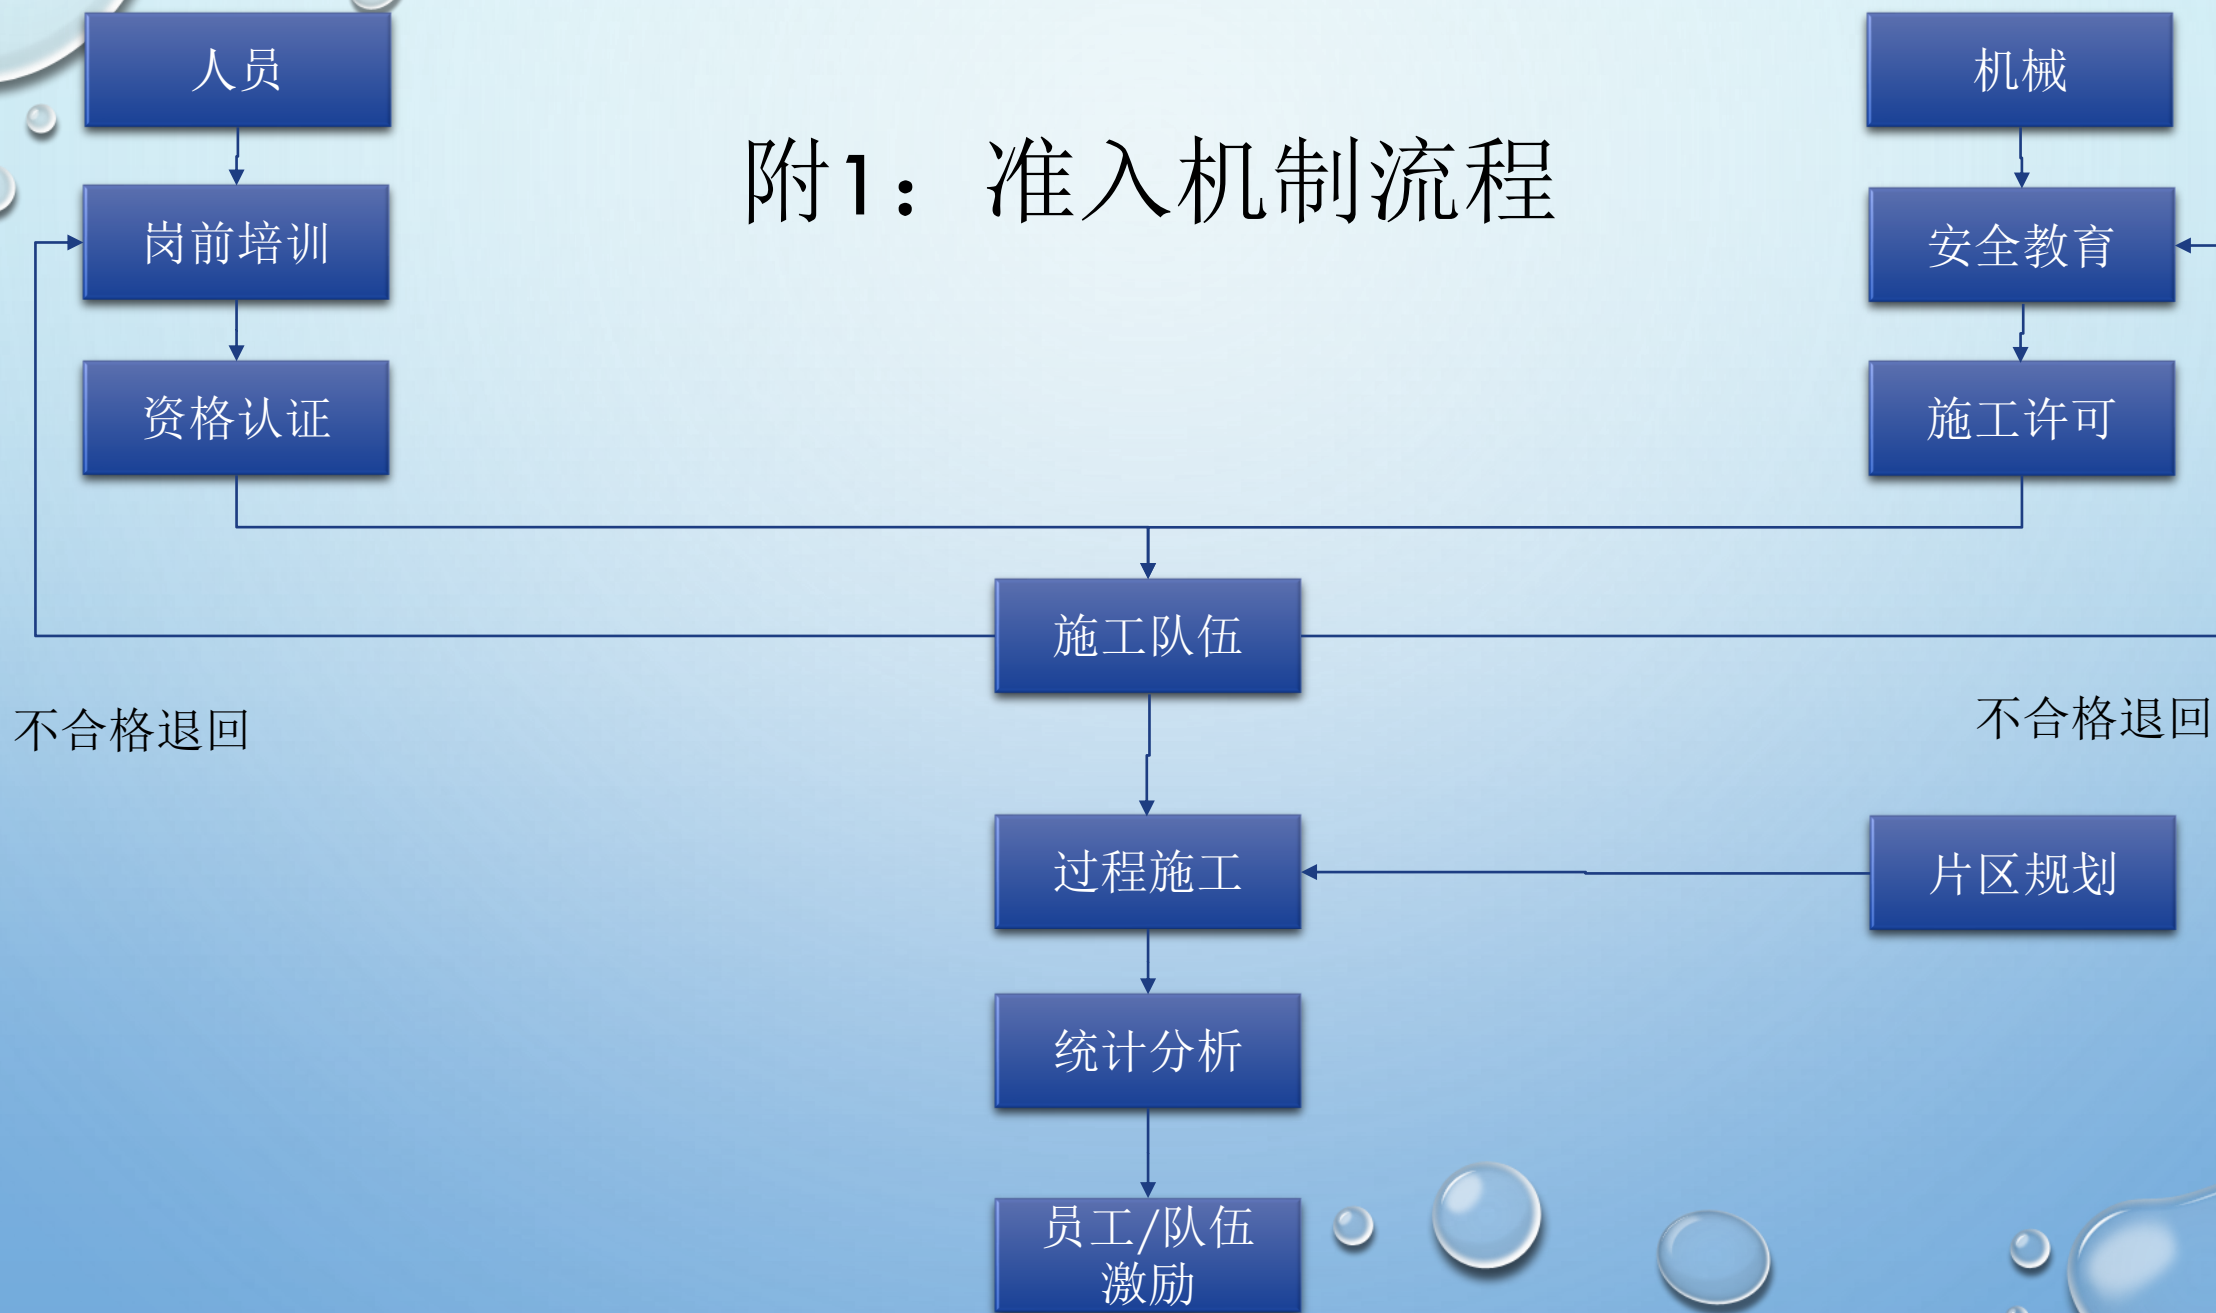 人员
机械
附1：准入机制流程
岗前培训
安全教育
资格认证
施工许可
施工队伍
不合格退回
不合格退回
过程施工
片区规划
统计分析
员工/队伍
激励